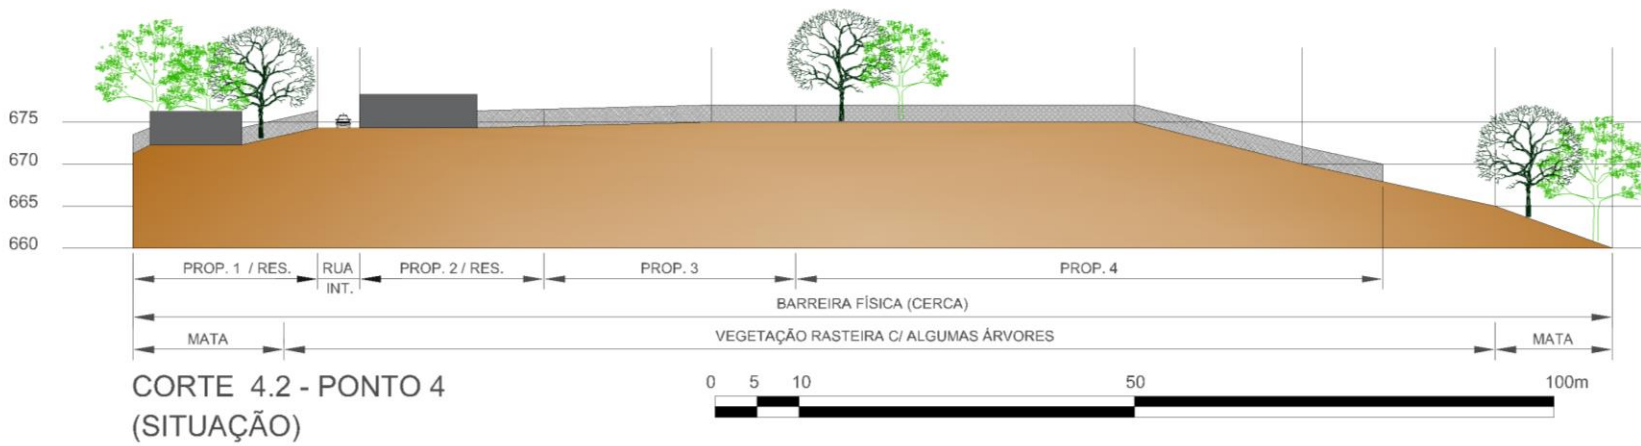 675
670
665
660
PROP. 1 / RES.
RUA
INT.
PROP. 2 / RES.
PROP. 3
PROP. 4
BARREIRA FÍSICA (CERCA)
MATA
VEGETAÇÃO RASTEIRA C/ ALGUMAS ÁRVORES
MATA
CORTE 4.2 - PONTO 4
(SITUAÇÃO)
0 5 10 50 100m